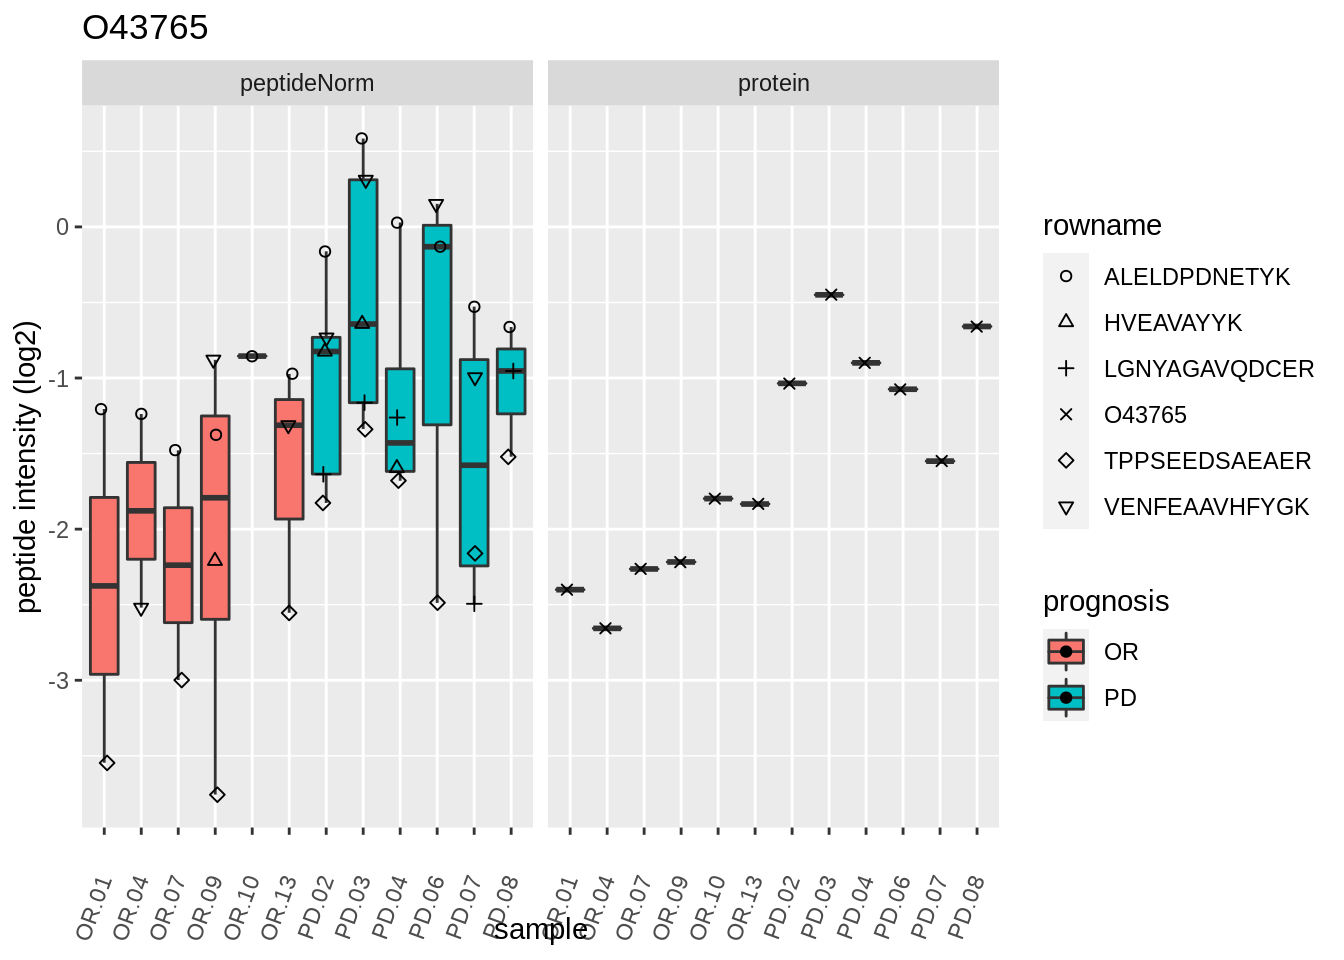 O43765
peptideNorm
protein
peptide intensity (log2)
0
-1
-2
-3
OR.01
OR.04
OR.07
OR.09
OR.10
OR.13
PD.02
PD.03
PD.04
PD.06
PD.07
PD.08
OR.01
OR.04
OR.07
OR.09
OR.10
OR.13
PD.02
PD.03
PD.04
PD.06
PD.07
PD.08
sample
rowname
ALELDPDNETYK
HVEAVAYYK
LGNYAGAVQDCER
O43765
TPPSEEDSAEAER
VENFEAAVHFYGK
prognosis
OR
PD